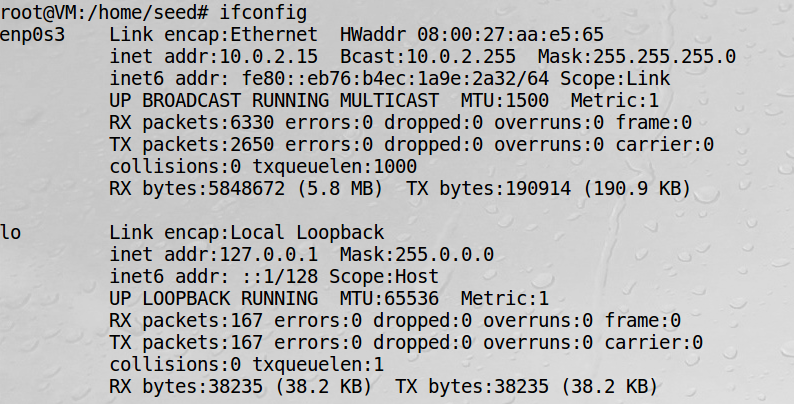 root@VM:/home/seed# ifconfig
enp0s3    Link encap:Ethernet  HWaddr 08:00:27:aa:e5:65
          inet addr:10.0.2.15  Bcast:10.0.2.255  Mask:255.255.255.0
          inet6 addr: fe80::eb76:b4ec:1a9e:2a32/64 Scope:Link
          UP BROADCAST RUNNING MULTICAST  MTU:1500  Metric:1
          RX packets:6330 errors:0 dropped:0 overruns:0 frame:0
          TX packets:2650 errors:0 dropped:0 overruns:0 carrier:0
          collisions:0 txqueuelen:1000
          RX bytes:5848672 (5.8 MB)  TX bytes:190914 (190.9 KB)

lo        Link encap:Local Loopback
          inet addr:127.0.0.1  Mask:255.0.0.0
          inet6 addr: ::1/128 Scope:Host
          UP LOOPBACK RUNNING  MTU:65536  Metric:1
          RX packets:167 errors:0 dropped:0 overruns:0 frame:0
          TX packets:167 errors:0 dropped:0 overruns:0 carrier:0
          collisions:0 txqueuelen:1
          RX bytes:38235 (38.2 KB)  TX bytes:38235 (38.2 KB)